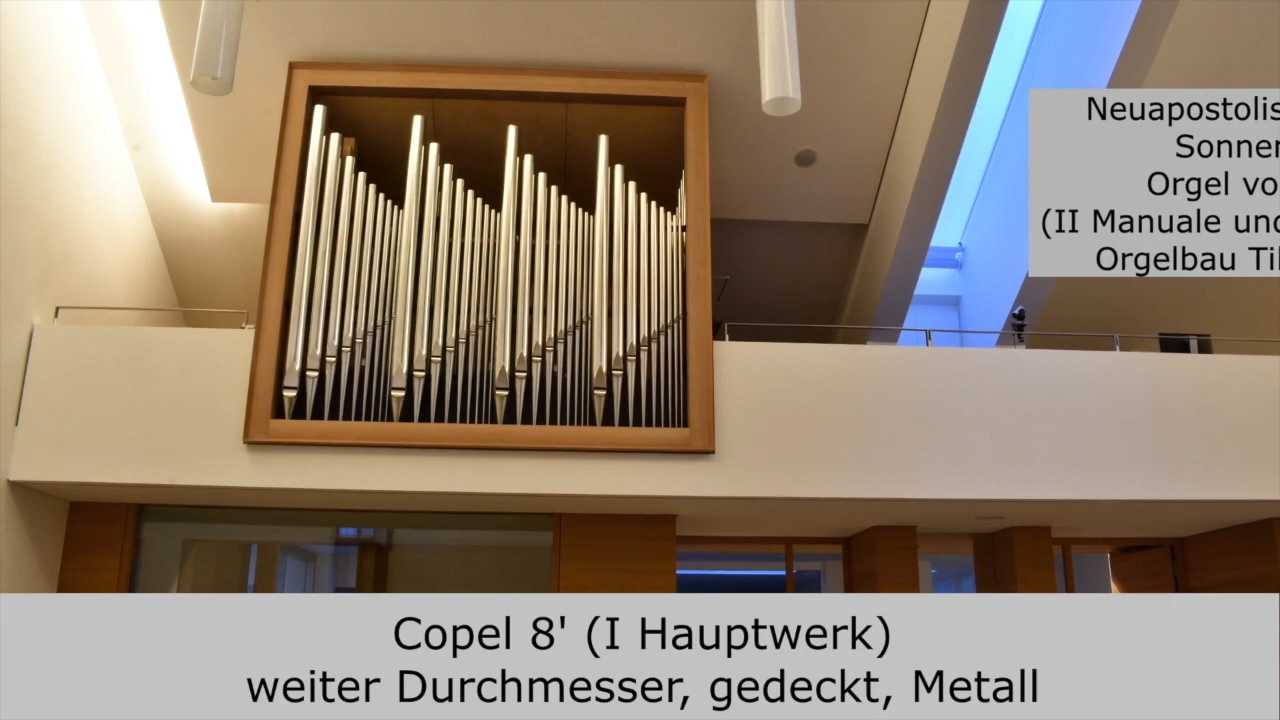 Neuapostolis
Sonner
Orgel vo
(II Manuale und
Orgelbau Til
Copel 8' (I Hauptwerk)
weiter Durchmesser, gedeckt, Metall